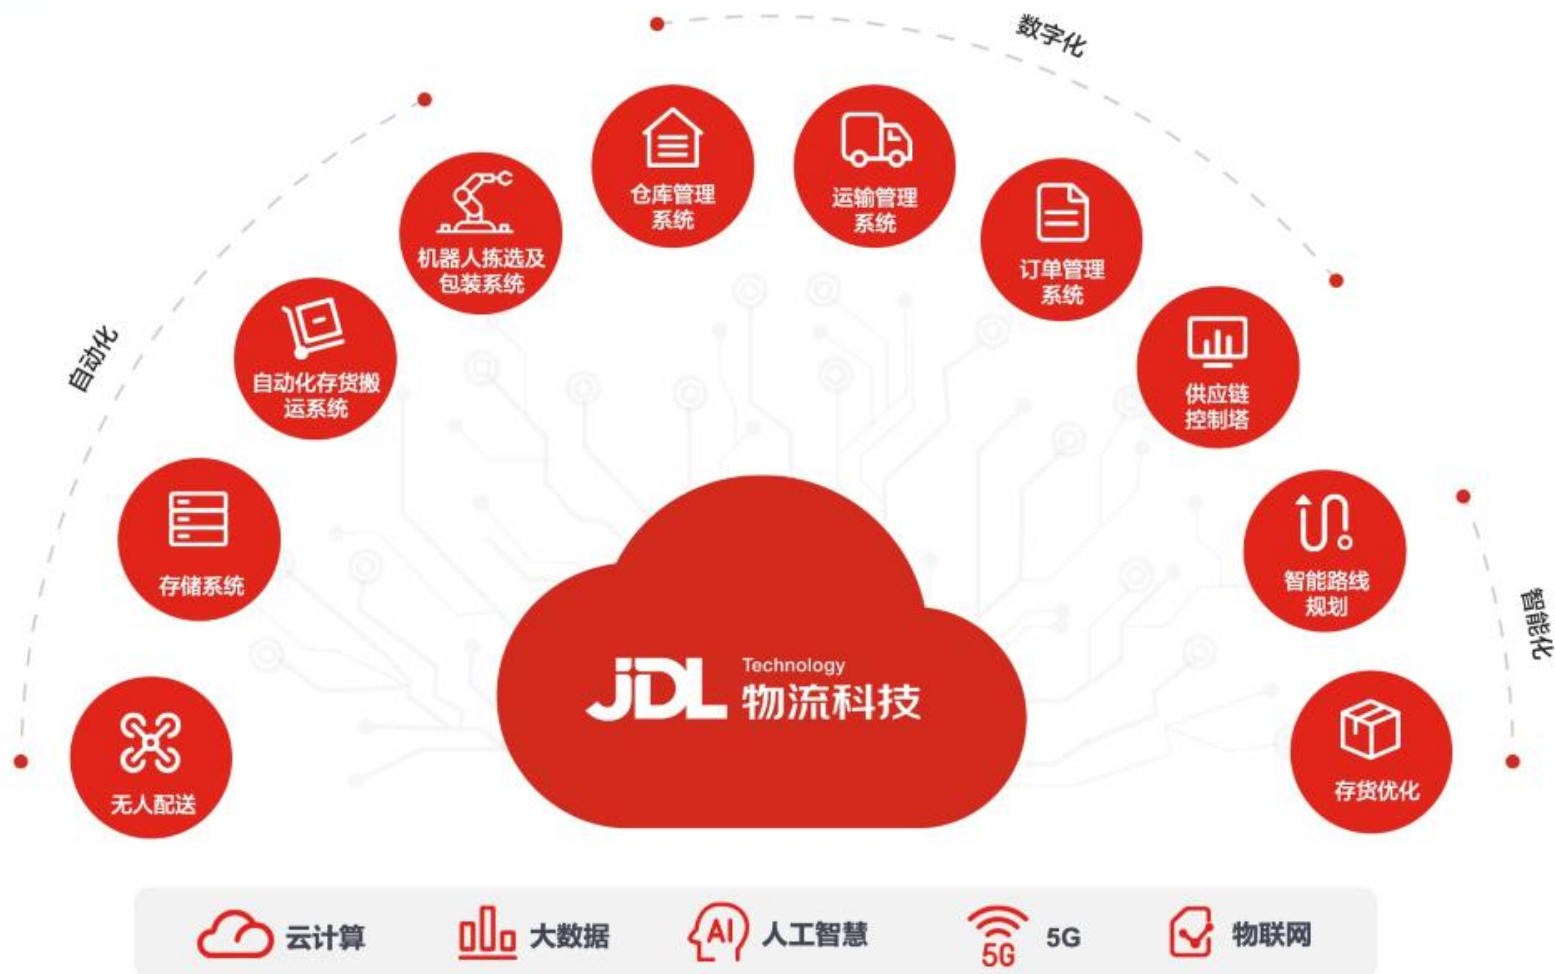 数字化
自动化
智能化
仓库管理
系统
运输管理
系统
机器人拣选及
包装系统
订单管理
系统
自动化存货搬
运系统
供应链
控制塔
存储系统
智能路线
规划
无人配送
存货优化
JDL
Technology
物流科技
云计算
大数据
AI
人工智慧
5G
5G
物联网